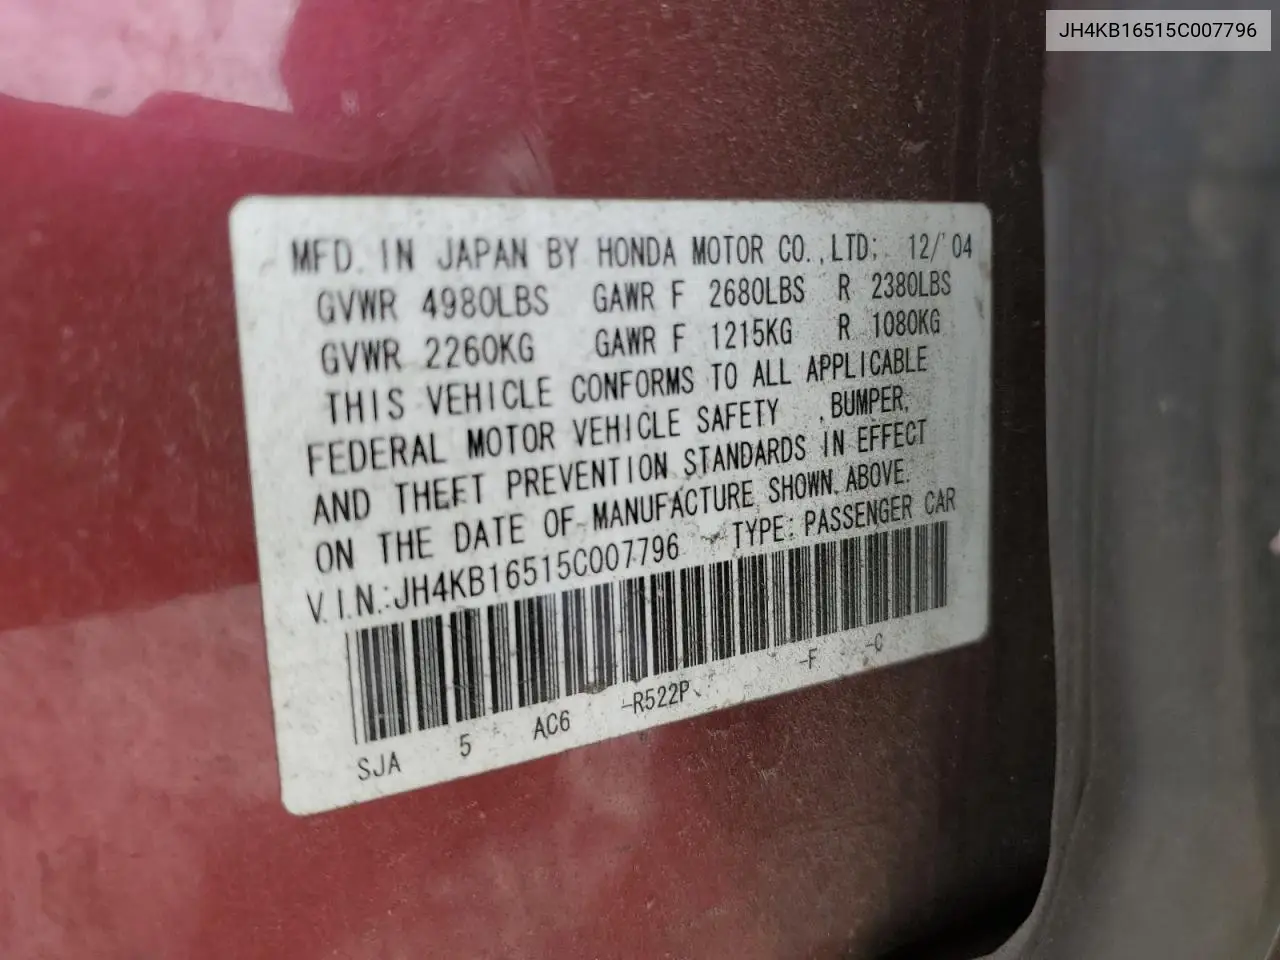 JH4KB16515C007796
MFD. IN JAPAN BY HONDA MOTOR CO., LTD; 12/'04
GVWR 4980LBS GAWR F 2680LBS R 2380LBS
GVWR 2260KG GAWR F 1215KG R 1080KG
THIS VEHICLE CONFORMS TO ALL APPLICABLE
FEDERAL MOTOR VEHICLE SAFETY , BUMPER,
AND THEFT PREVENTION STANDARDS IN EFFECT
ON THE DATE OF MANUFACTURE SHOWN ABOVE.
V.I.N.: JH4KB16515C007796 TYPE: PASSENGER CAR
SJA 5 AC6 -R522P -F -C